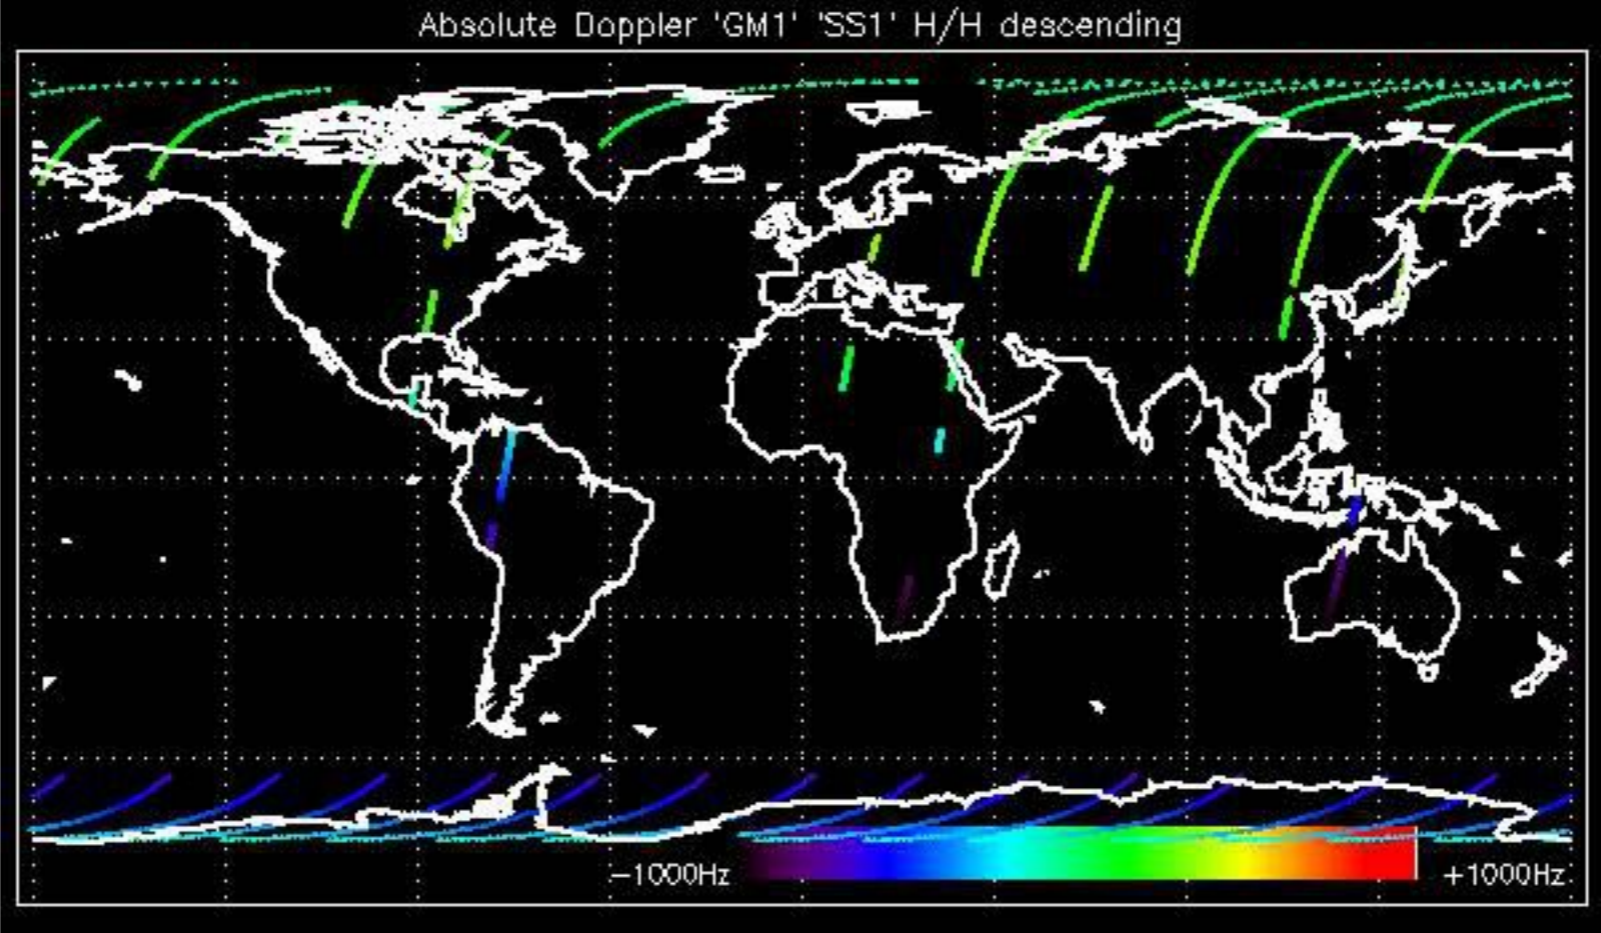 Absolute Doppler 'GM1' 'SS1' H/H descending
-1000Hz +1000Hz